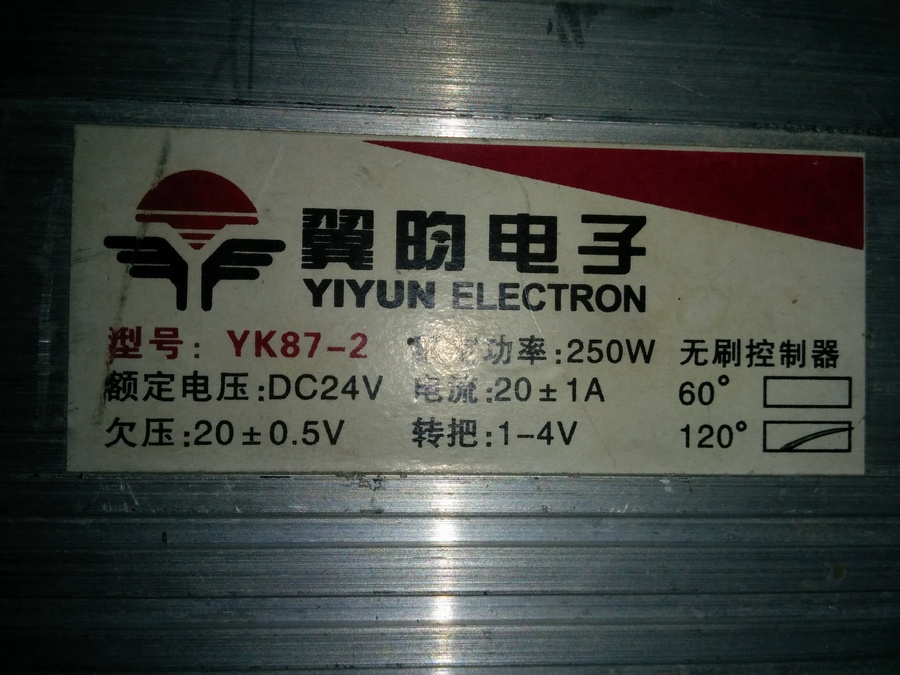 翼昀电子
YIYUN ELECTRON
型号: YK87-2 功率:250W 无刷控制器
额定电压:DC24V 电流:20±1A 60°
欠压:20±0.5V 转把:1-4V 120°